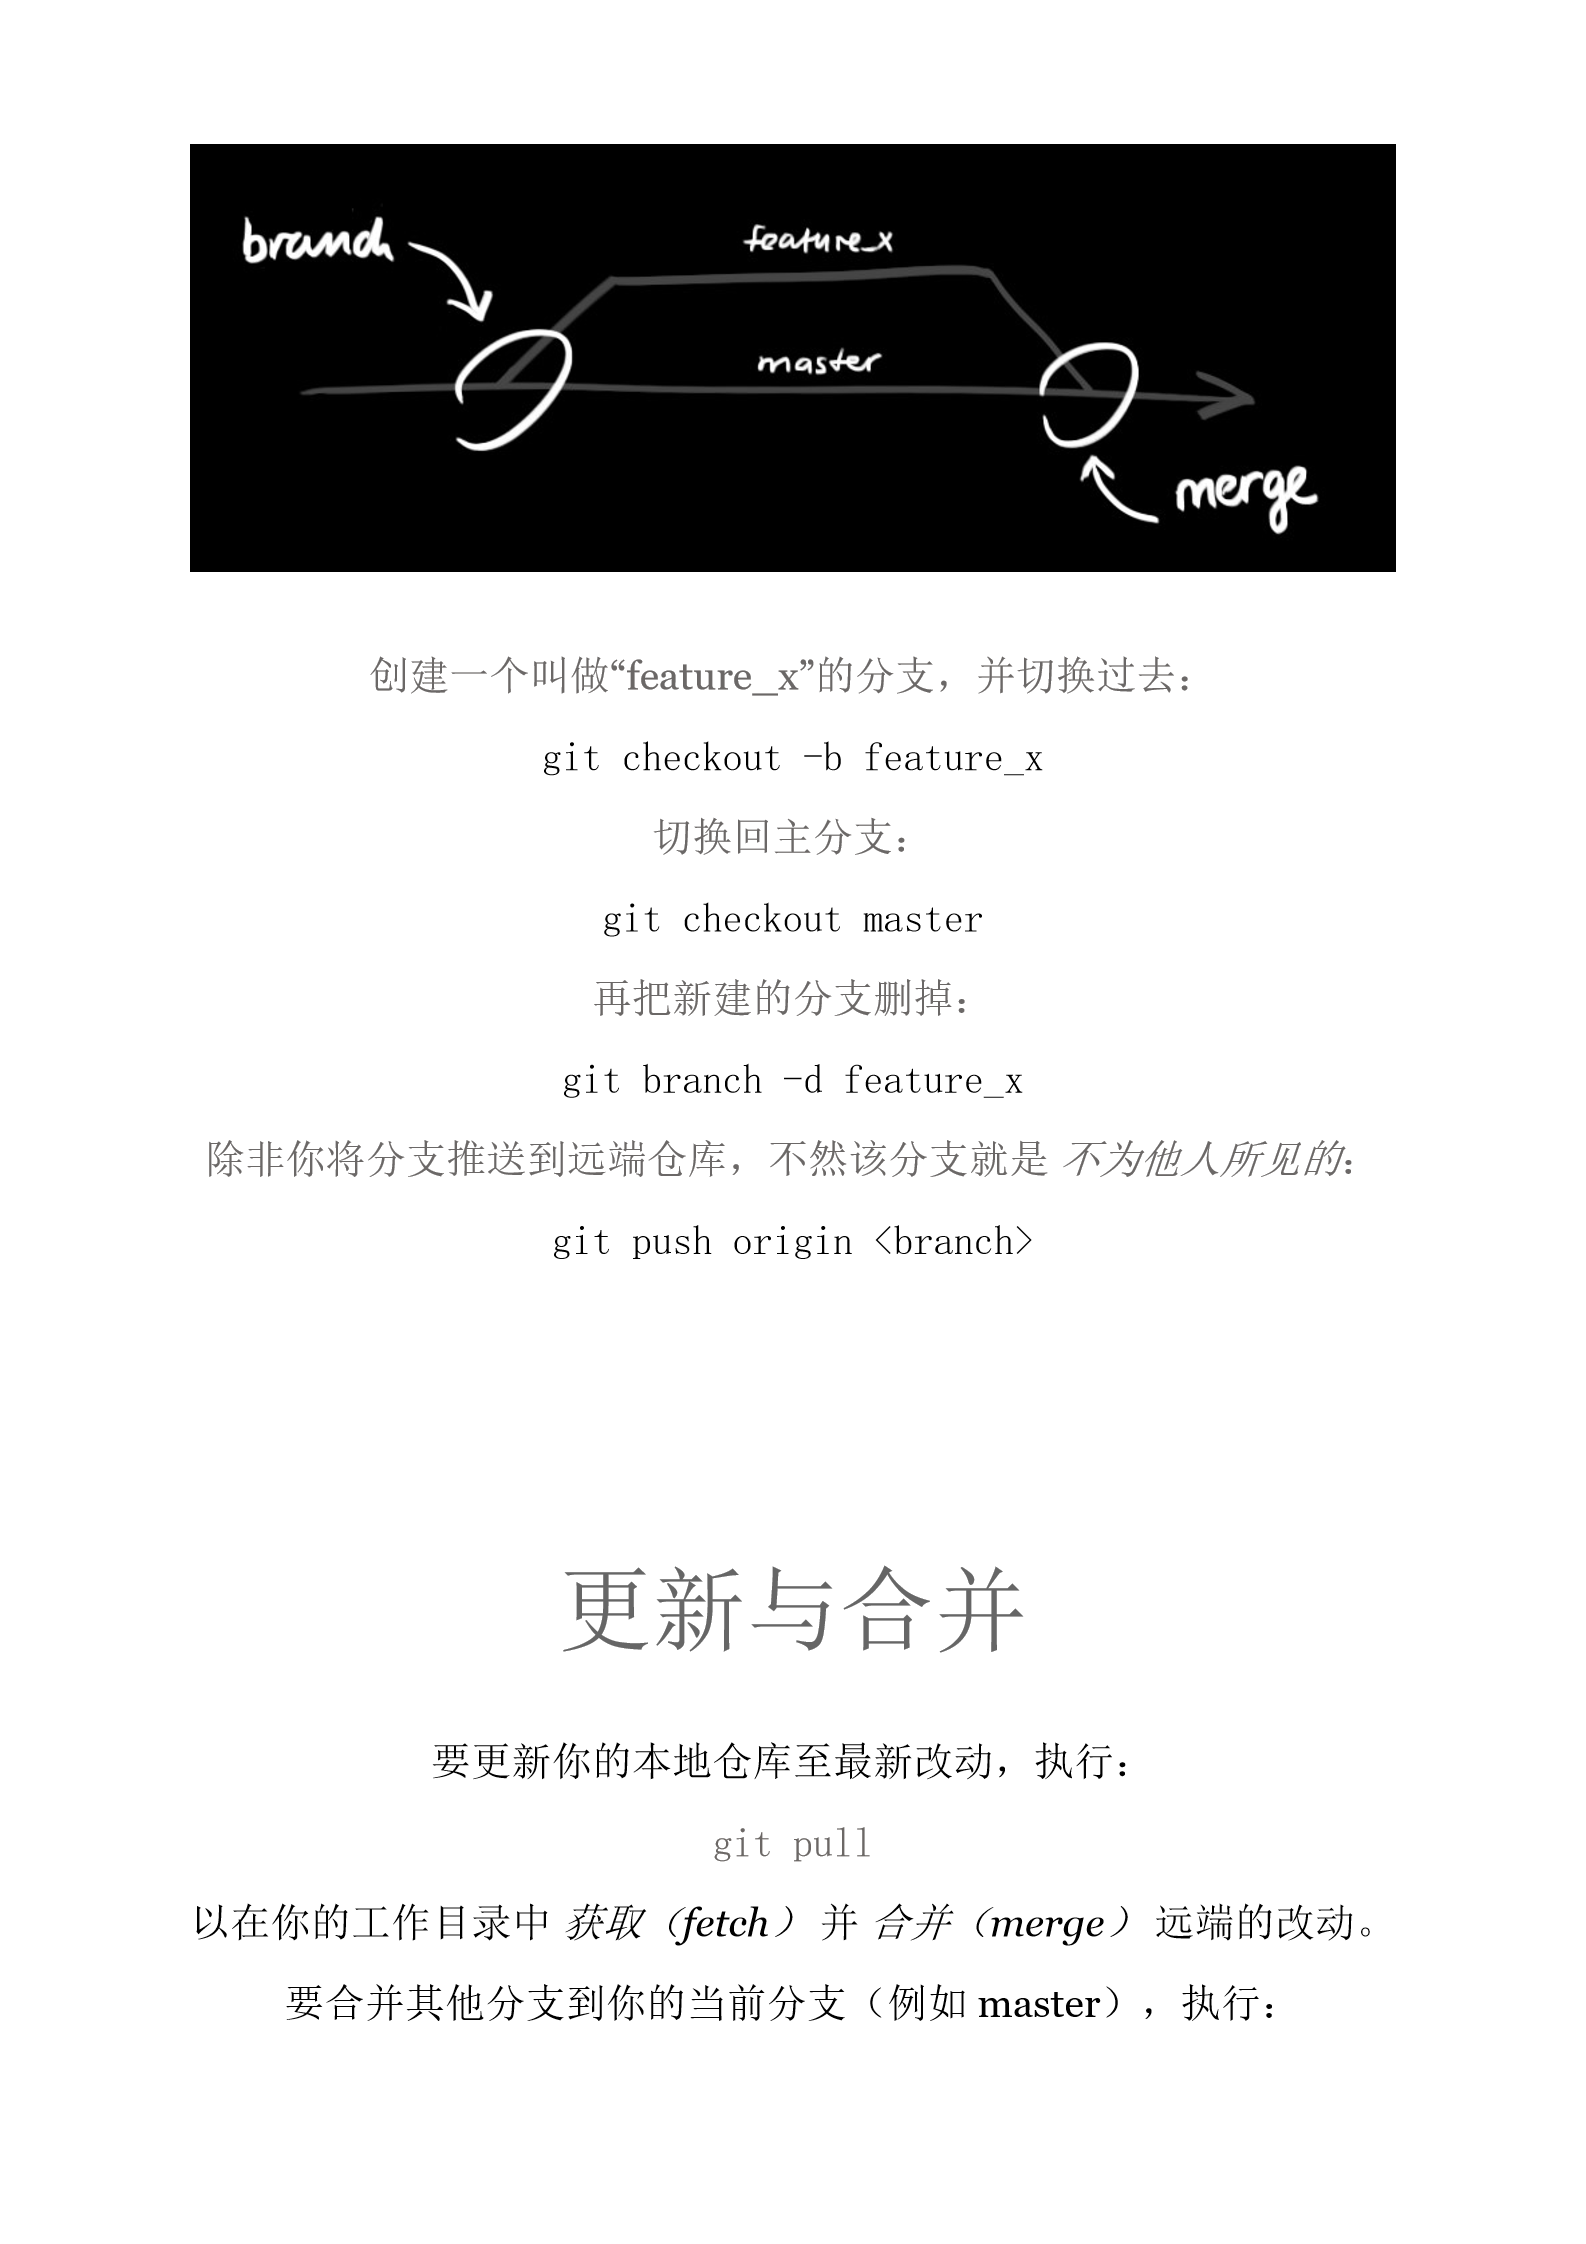 branch
feature_x
master
merge
创建一个叫做“feature_x”的分支，并切换过去：
git checkout -b feature_x
切换回主分支：
git checkout master
再把新建的分支删掉：
git branch -d feature_x
除非你将分支推送到远端仓库，不然该分支就是 不为他人所见的：
git push origin <branch>
更新与合并
要更新你的本地仓库至最新改动，执行：
git pull
以在你的工作目录中 获取（fetch） 并 合并（merge） 远端的改动。
要合并其他分支到你的当前分支（例如 master），执行：